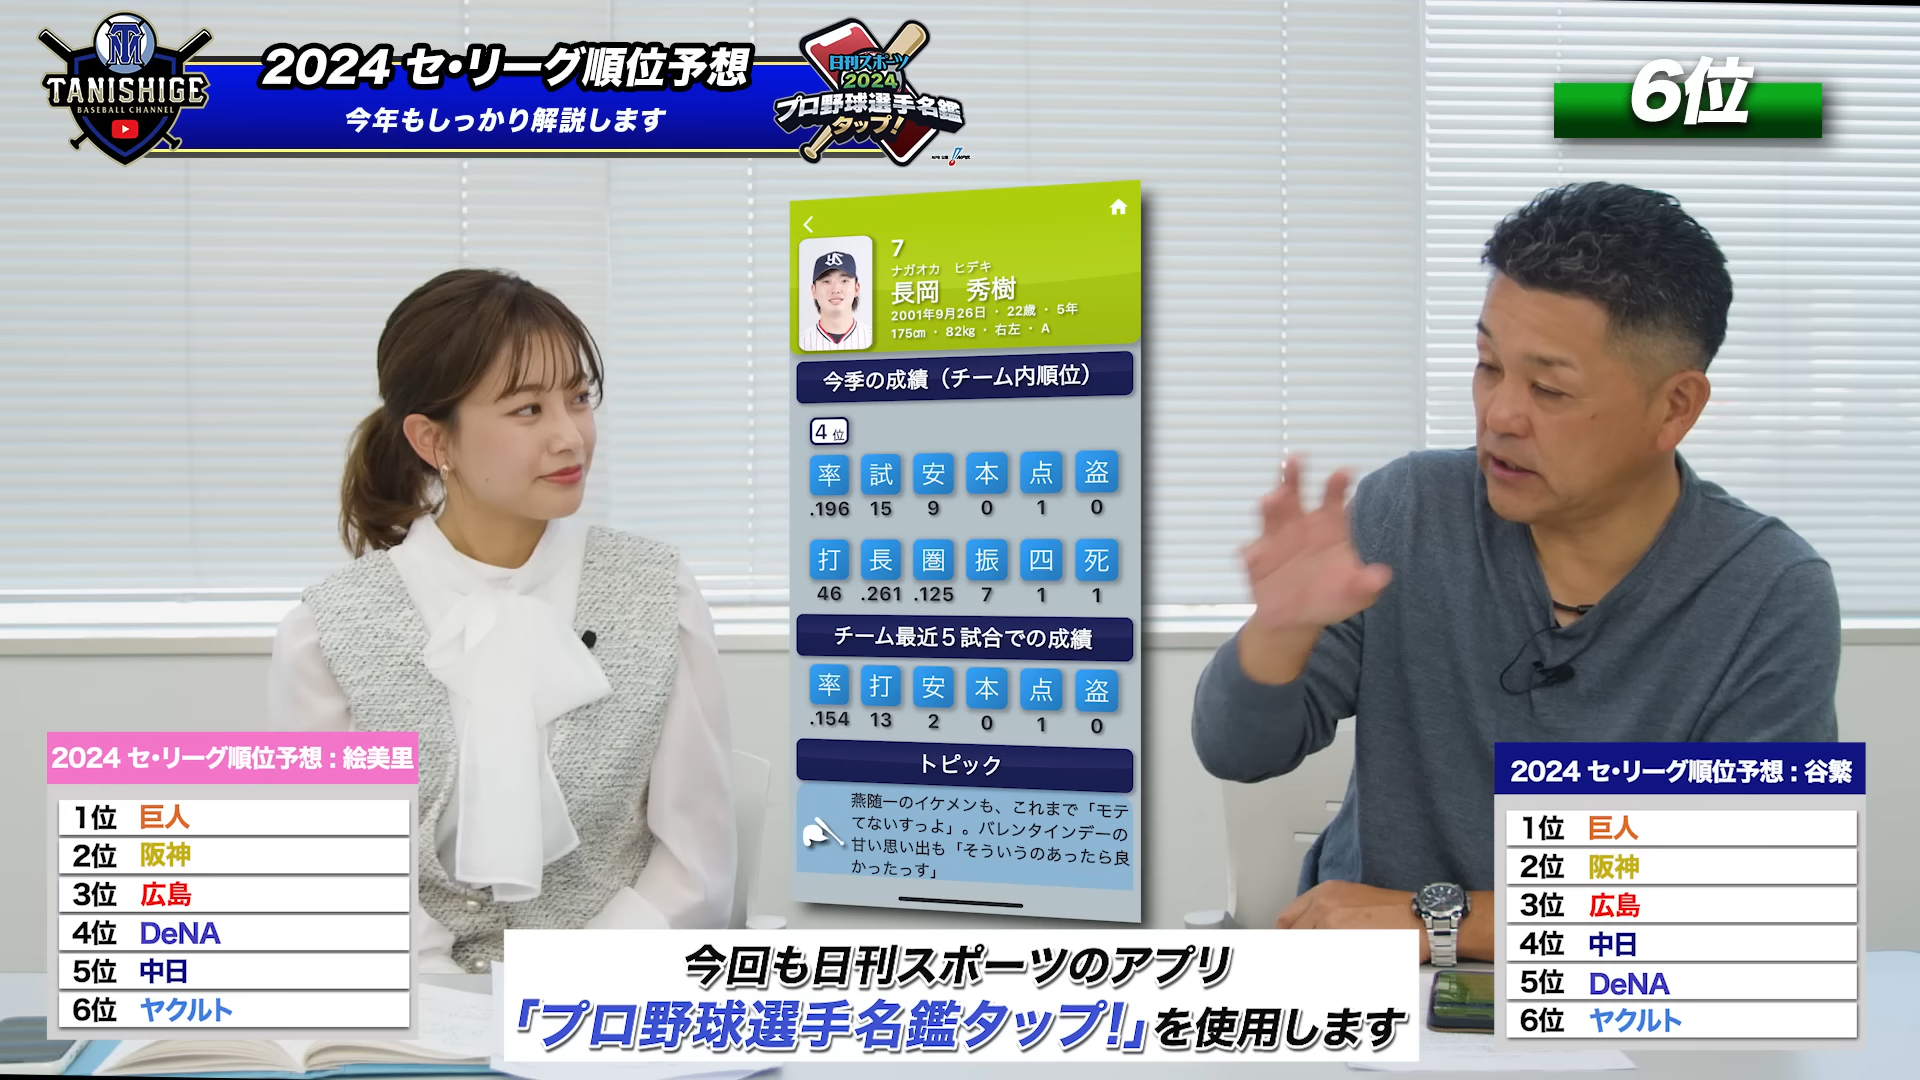 TM
TANISHIGE
BASEBALL CHANNEL
2024 セ・リーグ順位予想
今年もしっかり解説します
日刊スポーツ
2024
プロ野球選手名鑑
タップ!
6位
7
ナガオカ ヒデキ
長岡 秀樹
2001年9月26日 ・ 22歳 ・ 5年
175cm ・ 82kg ・ 右左 ・ A
今季の成績（チーム内順位）
4 位
率 試 安 本 点 盗
.196 15 9 0 1 0
打 長 圏 振 四 死
46 .261 .125 7 1 1
チーム最近5試合での成績
率 打 安 本 点 盗
.154 13 2 0 1 0
トピック
燕随一のイケメンも、これまで「モテ
てないすっよ」。バレンタインデーの
甘い思い出も「そういうのあったら良
かったっす」
2024 セ・リーグ順位予想：絵美里
1位 巨人
2位 阪神
3位 広島
4位 DeNA
5位 中日
6位 ヤクルト
2024 セ・リーグ順位予想：谷繁
1位 巨人
2位 阪神
3位 広島
4位 中日
5位 DeNA
6位 ヤクルト
今回も日刊スポーツのアプリ
「プロ野球選手名鑑タップ!」を使用します